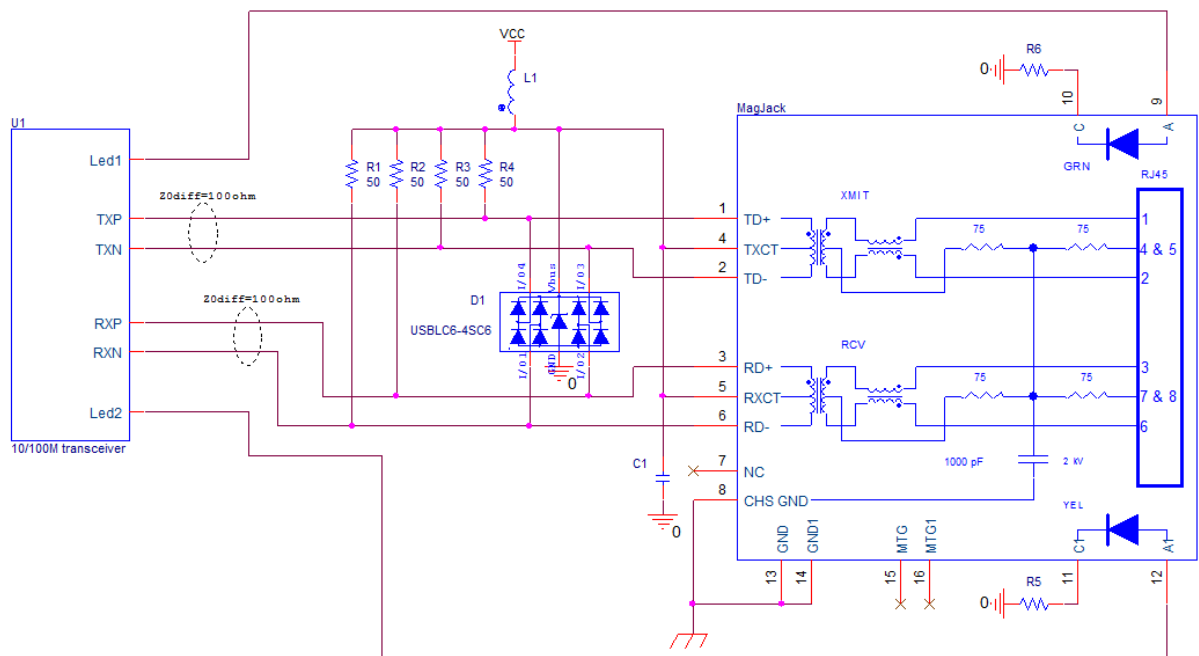 VCC
L1
R6
0
10
9
MagJack
C
A
GRN
RJ45
U1
Led1
R1
50
R2
50
R3
50
R4
50
Z0diff=100ohm
TXP
TXN
1
TD+
4
TXCT
2
TD-
XMIT
75
75
1
4 & 5
2
I/O4
Vbus
I/O3
D1
USBLC6-4SC6
I/O1
GND
I/O2
0
Z0diff=100ohm
RXP
RXN
3
RD+
5
RXCT
6
RD-
RCV
75
75
3
7 & 8
6
Led2
10/100M transceiver
C1
0
7
NC
8
CHS GND
1000 pF
2 kV
YEL
GND
GND1
MTG
MTG1
C1
A1
13
14
15
16
11
12
0
R5